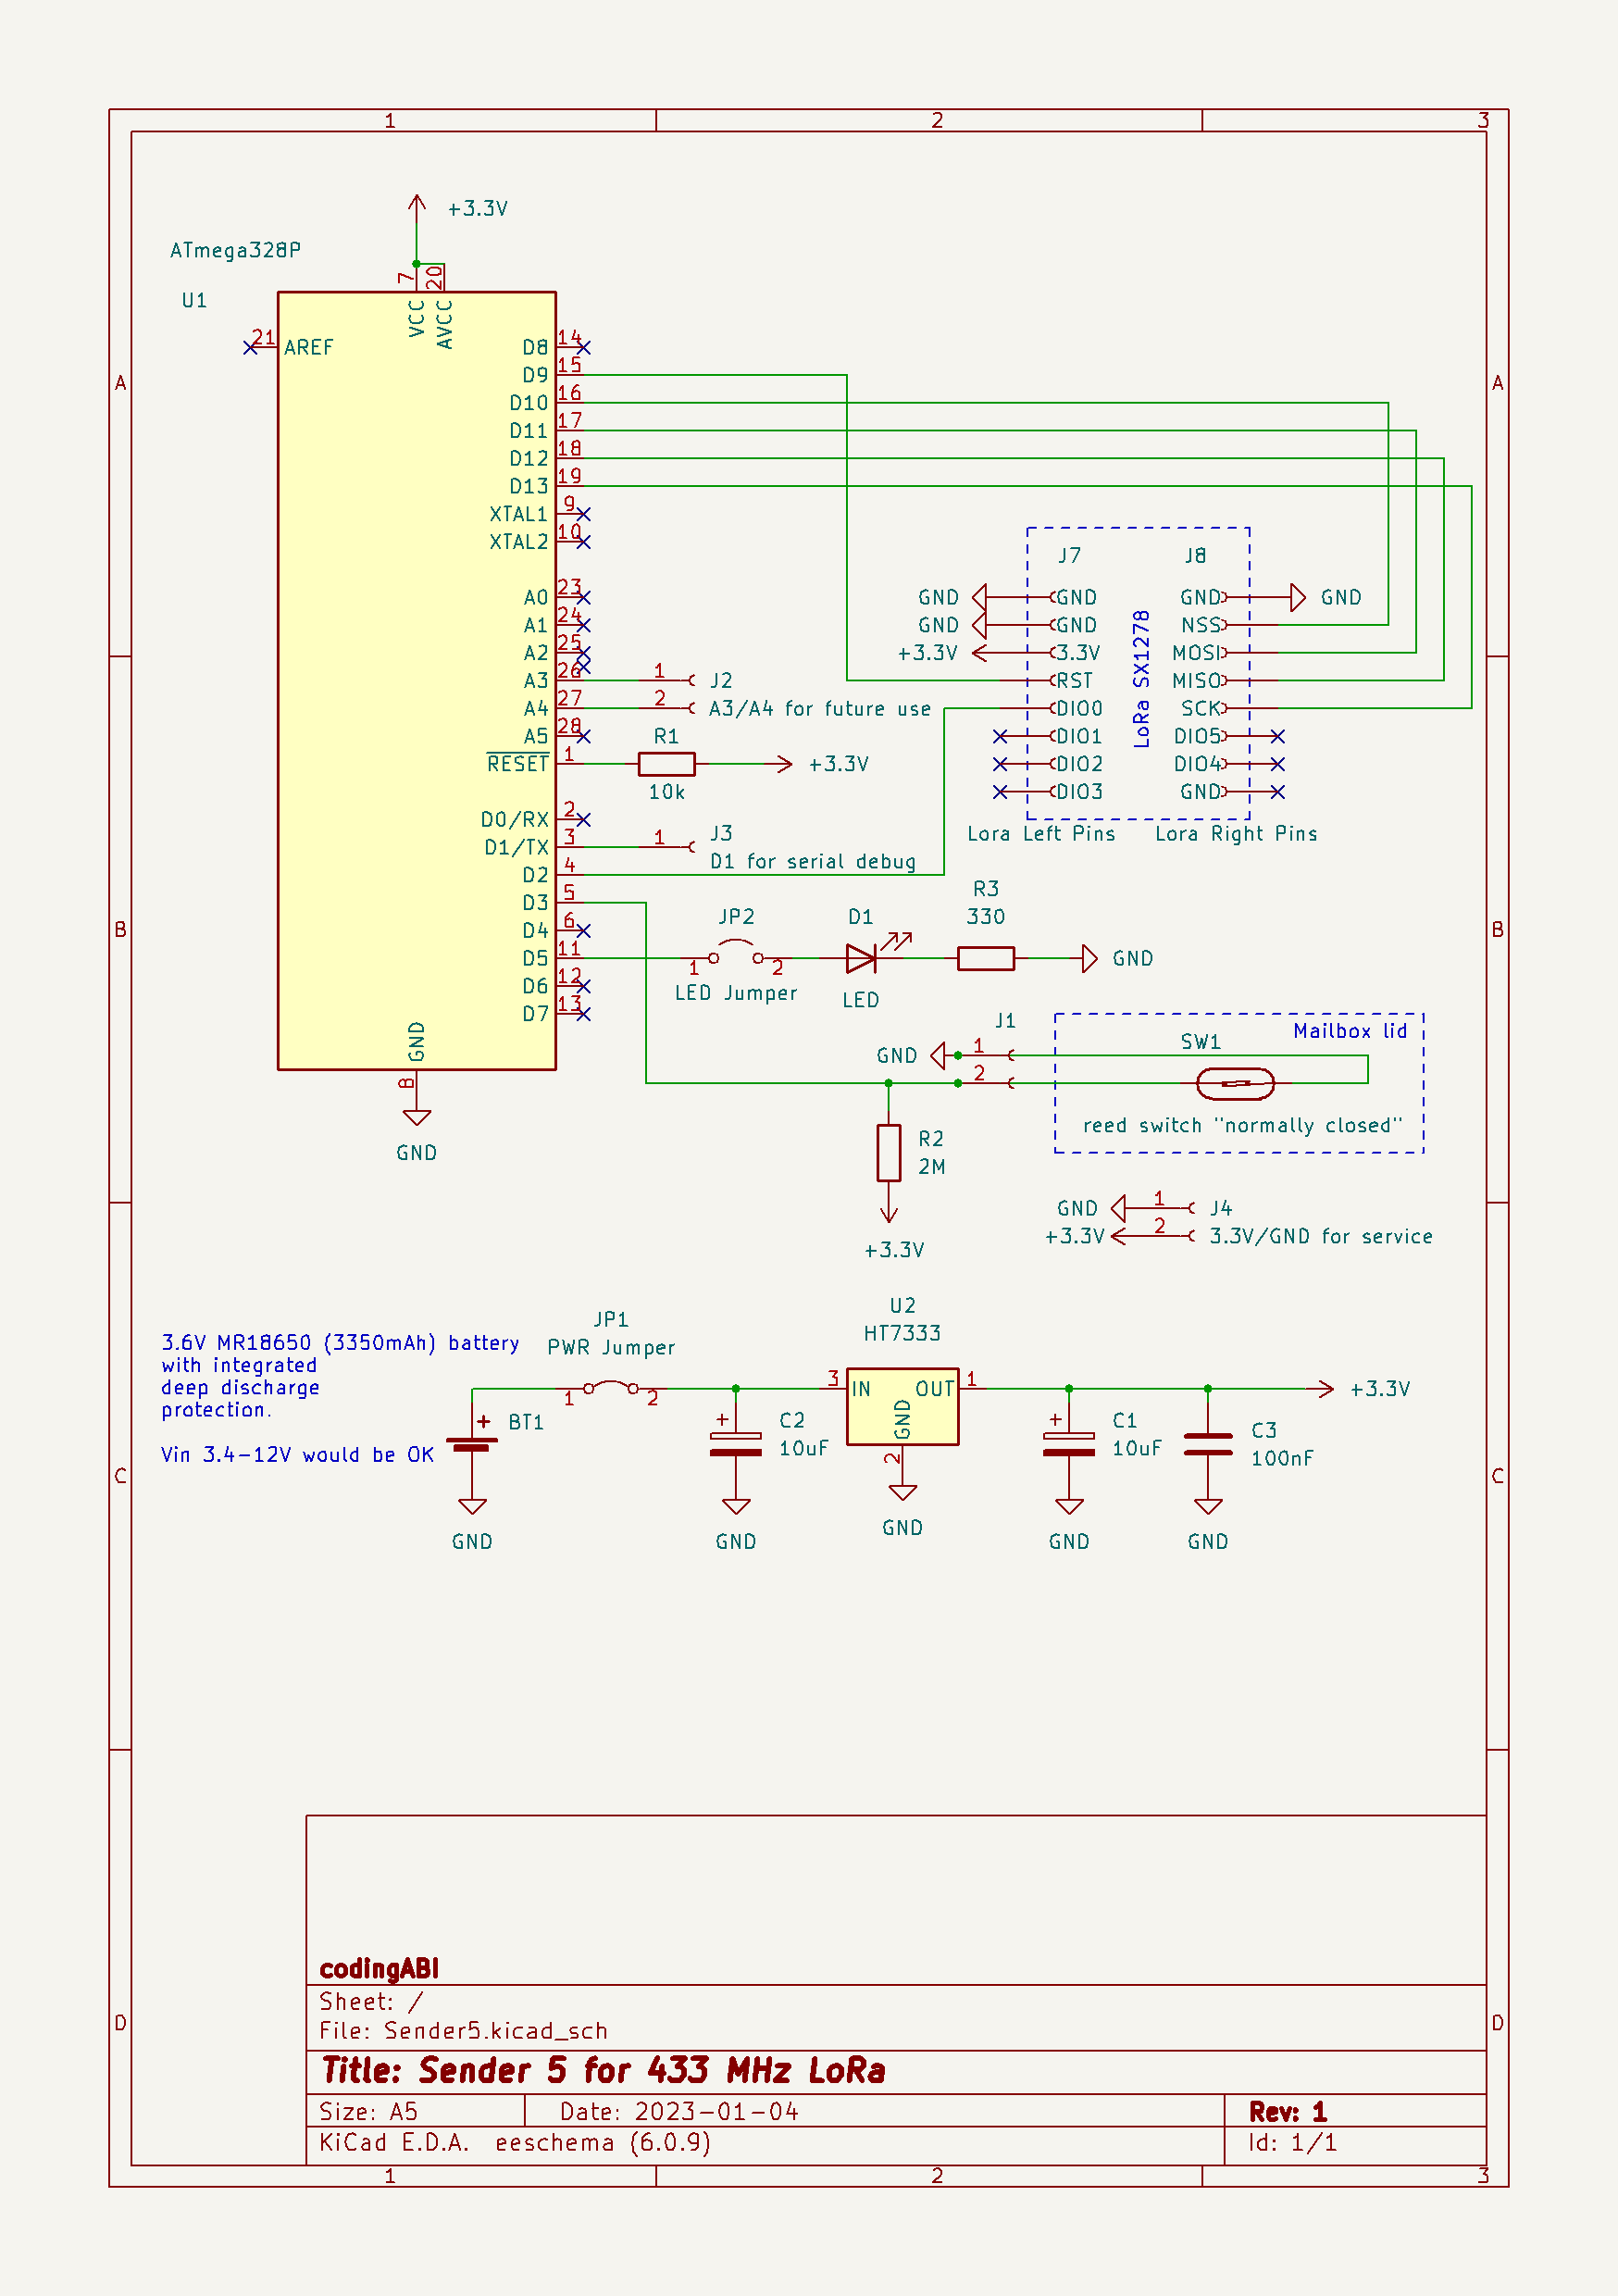 1 2 3
+3.3V
ATmega328P
U1
7 20
VCC AVCC
21 AREF
D8 14
D9 15
A A
D10 16
D11 17
D12 18
D13 19
XTAL1 9
XTAL2 10
J7 J8
A0 23
GND GND GND GND
A1 24
GND GND NSS
A2 25
+3.3V 3.3V MOSI
A3 26 1 J2
RST MISO
A4 27 2 A3/A4 for future use
DIO0 SCK
LoRa SX1278
A5 28
DIO1 DIO5
RESET 1 R1 10k +3.3V
DIO2 DIO4
DIO3 GND
Lora Left Pins Lora Right Pins
D0/RX 2
D1/TX 3 1 J3
D1 for serial debug
D2 4
D3 5
R3
330
B B
D4 6
JP2 D1
D5 11 1 2 GND
LED Jumper LED
D6 12
D7 13
GND
8
GND
J1
Mailbox lid
SW1
GND 1
2
reed switch "normally closed"
R2
2M
+3.3V
GND 1 J4
+3.3V 2 3.3V/GND for service
U2
HT7333
JP1
PWR Jumper
3.6V MR18650 (3350mAh) battery
with integrated
deep discharge
protection.
Vin 3.4-12V would be OK
1 2
3 IN OUT 1
GND
2
+3.3V
+ BT1
+ C2
10uF
+ C1
10uF
C3
100nF
C C
GND GND GND GND GND
codingABI
Sheet: /
File: Sender5.kicad_sch
D D
Title: Sender 5 for 433 MHz LoRa
Size: A5 Date: 2023-01-04 Rev: 1
KiCad E.D.A. eeschema (6.0.9) Id: 1/1
1 2 3